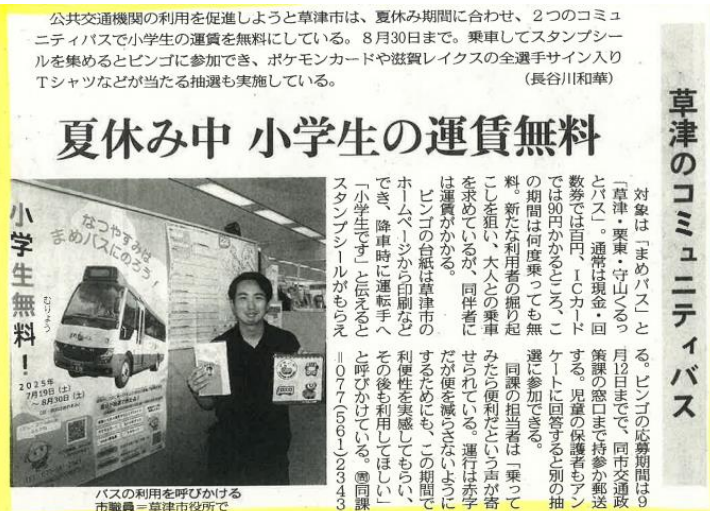 公共交通機関の利用を促進しようと草津市は、夏休み期間に合わせ、２つのコミュ
ニティバスで小学生の運賃を無料にしている。８月30日まで。乗車してスタンプシー
ルを集めるとビンゴに参加でき、ポケモンカードや滋賀レイクスの全選手サイン入り
Ｔシャツなどが当たる抽選も実施している。
（長谷川和華）
草津のコミュニティバス
夏休み中 小学生の運賃無料
対象は「まめバス」と
「草津・栗東・守山くるっ
とバス」。通常は現金・回
数券では百円、ＩＣカード
では90円かかるところ、こ
の期間は何度乗っても無
料。新たな利用者の掘り起
こしを狙い、大人との乗車
を求めているが、同伴者に
は運賃がかかる。
ビンゴの台紙は草津市の
ホームページから印刷など
でき、降車時に運転手へ
「小学生です」と伝えると
スタンプシールがもらえ
る。ビンゴの応募期間は９
月12日までで、同市交通政
策課の窓口まで持参か郵送
する。児童の保護者もアン
ケートに回答すると別の抽
選に参加できる。
同課の担当者は「乗って
みたら便利だという声が寄
せられている。運行は赤字
だが便を減らさないように
するためにも、この期間で
利便性を実感してもらい、
その後も利用してほしい」
と呼びかけている。㉄同課
＝０７７（５６１）２３４３
なつやすみは
まめバスにのろう
小学生無料！
むりょう
2025年
7月19日（土）
～8月30日（土）
バスの利用を呼びかける
市職員＝草津市役所で